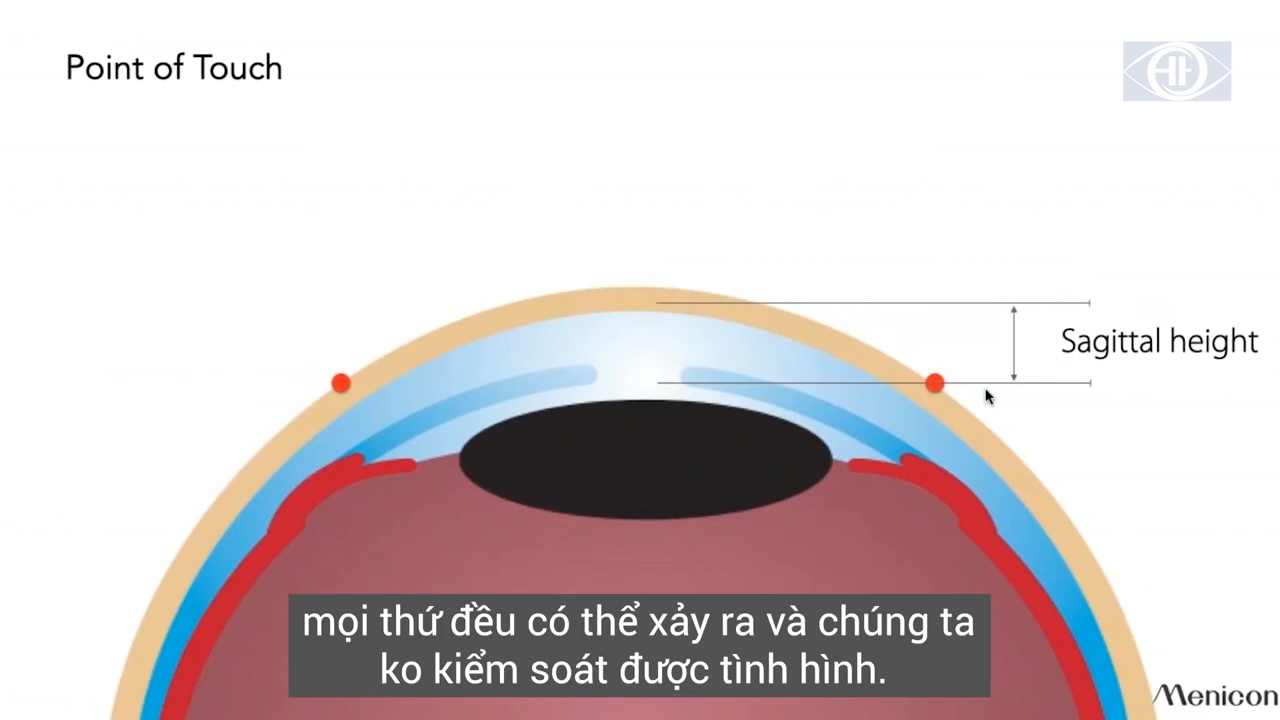 Point of Touch
Sagittal height
mọi thứ đều có thể xảy ra và chúng ta
ko kiểm soát được tình hình.
Menicon